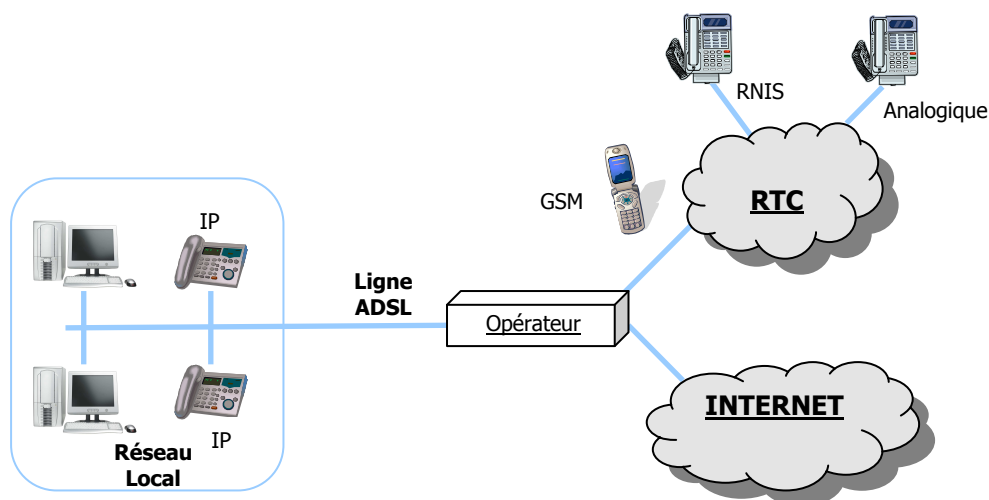 RNIS
Analogique
GSM
RTC
IP
Ligne
ADSL
Opérateur
INTERNET
IP
Réseau
Local